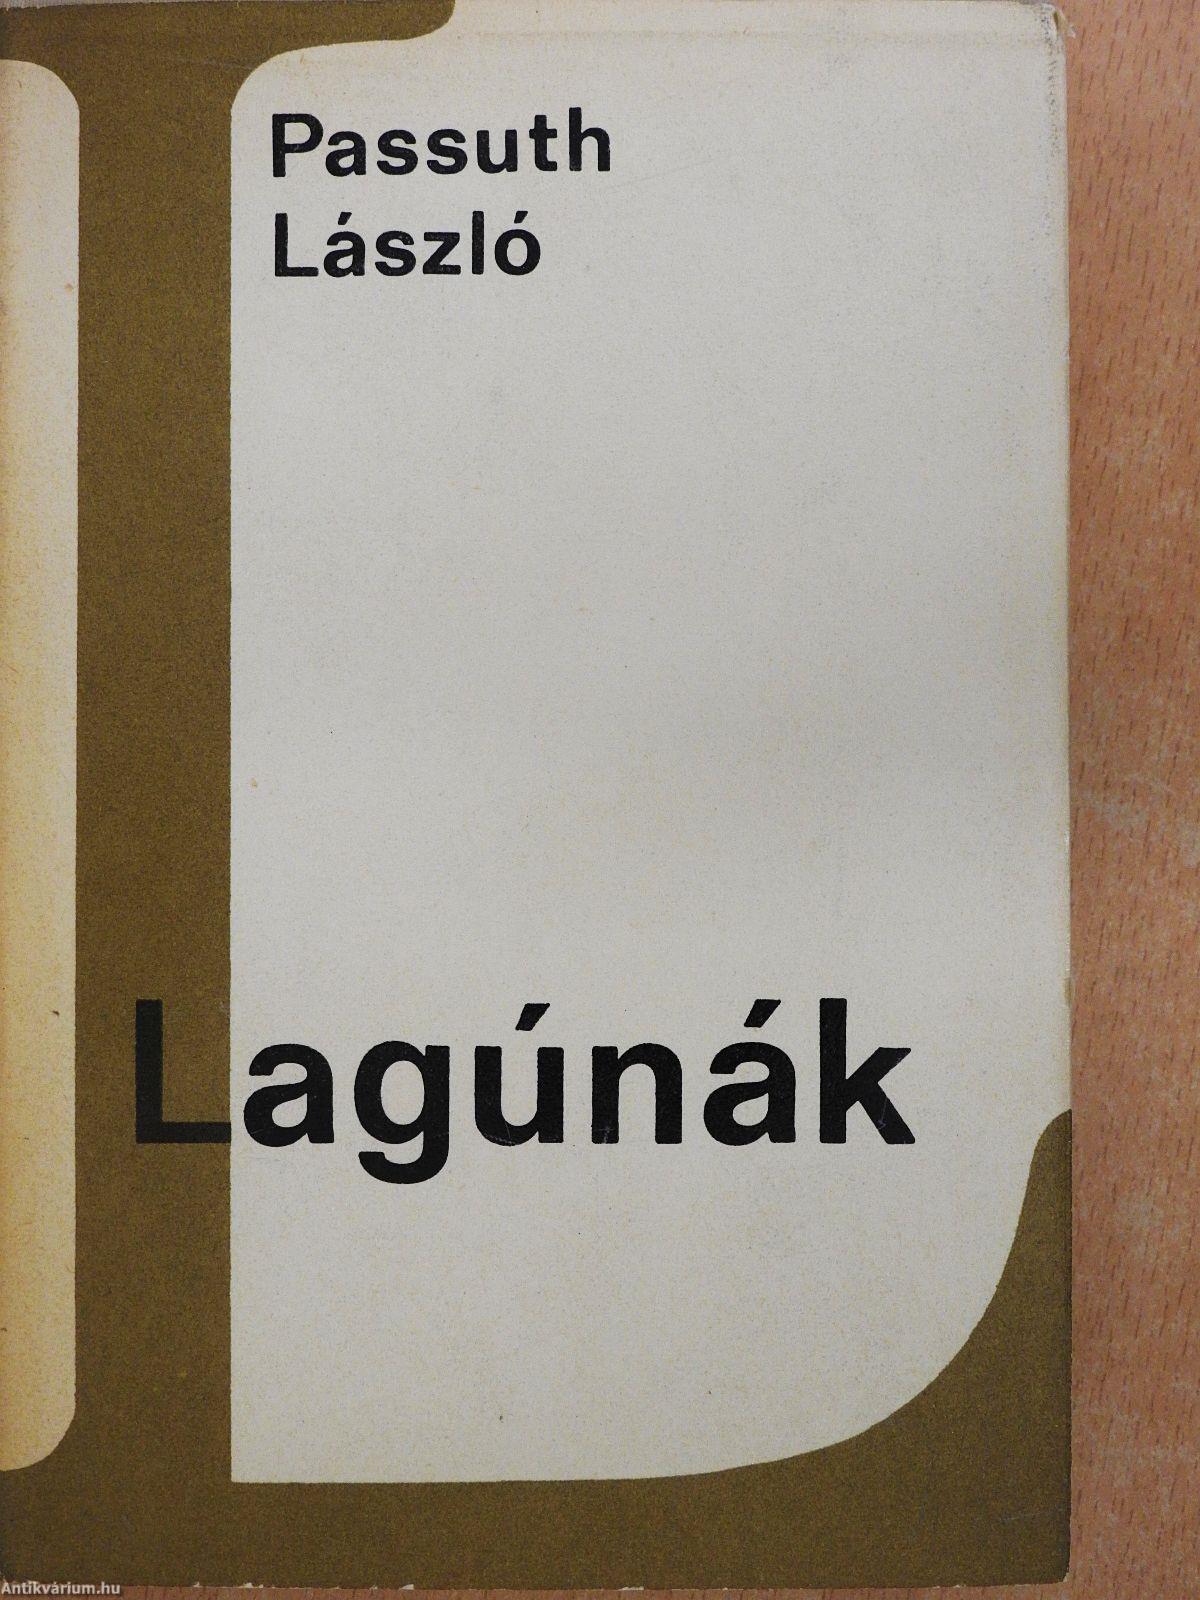 Passuth
László
Lagúnák
Antikvárium.hu